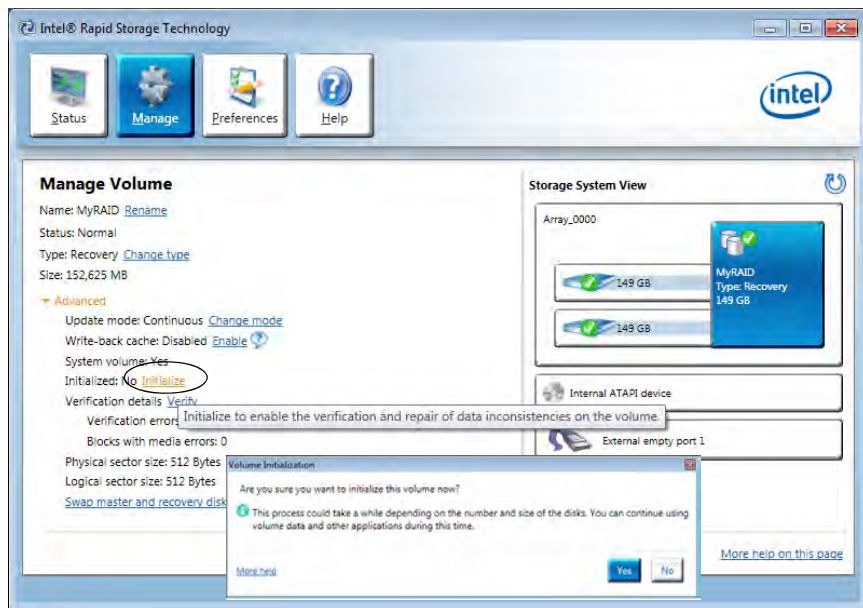 Intel® Rapid Storage Technology
Status
Manage
Preferences
Help
intel
Manage Volume
Name: MyRAID Rename
Status: Normal
Type: Recovery Change type
Size: 152,625 MB
Advanced
Update mode: Continuous Change mode
Write-back cache: Disabled Enable
System volume: Yes
Initialized: No Initialize
Verification details Verify
Initialize to enable the verification and repair of data inconsistencies on the volume.
Verification errors
Blocks with media errors: 0
Physical sector size: 512 Bytes
Logical sector size: 512 Bytes
Swap master and recovery disk
Storage System View
Array_0000
149 GB
149 GB
MyRAID
Type: Recovery
149 GB
Internal ATAPI device
External empty port 1
Volume Initialization
Are you sure you want to initialize this volume now?
This process could take a while depending on the number and size of the disks. You can continue using
volume data and other applications during this time.
More help
Yes
No
More help on this page